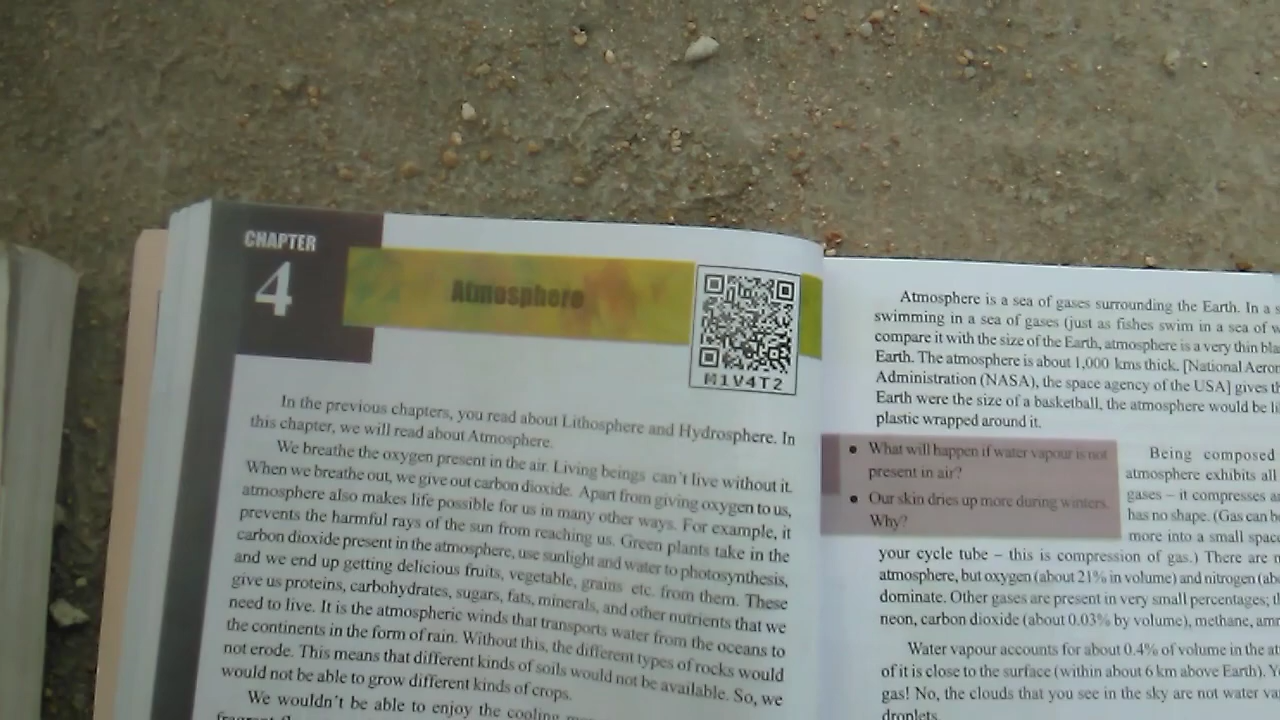 CHAPTER
4
Atmosphere
M1V4T2
In the previous chapters, you read about Lithosphere and Hydrosphere. In
this chapter, we will read about Atmosphere.
We breathe the oxygen present in the air. Living beings can't live without it.
When we breathe out, we give out carbon dioxide. Apart from giving oxygen to us,
atmosphere also makes life possible for us in many other ways. For example, it
prevents the harmful rays of the sun from reaching us. Green plants take in the
carbon dioxide present in the atmosphere, use sunlight and water to photosynthesis,
and we end up getting delicious fruits, vegetable, grains etc. from them. These
give us proteins, carbohydrates, sugars, fats, minerals, and other nutrients that we
need to live. It is the atmospheric winds that transports water from the oceans to
the continents in the form of rain. Without this, the different types of rocks would
not erode. This means that different kinds of soils would not be available. So, we
would not be able to grow different kinds of crops.
We wouldn't be able to enjoy the cooling
Atmosphere is a sea of gases surrounding the Earth. In a
swimming in a sea of gases (just as fishes swim in a sea of
compare it with the size of the Earth, atmosphere is a very thin
Earth. The atmosphere is about 1,000 kms thick. [National
Administration (NASA), the space agency of the USA] gives
Earth were the size of a basketball, the atmosphere would be
plastic wrapped around it.
• What will happen if water vapour is not
present in air?
• Our skin dries up more during winters.
Why?
Being composed
atmosphere exhibits all
gases – it compresses
has no shape. (Gas can
more into a small
your cycle tube – this is compression of gas.) There are
atmosphere, but oxygen (about 21% in volume) and nitrogen
dominate. Other gases are present in very small percentages;
neon, carbon dioxide (about 0.03% by volume), methane,
Water vapour accounts for about 0.4% of volume in the
of it is close to the surface (within about 6 km above Earth).
gas! No, the clouds that you see in the sky are not water
droplets.